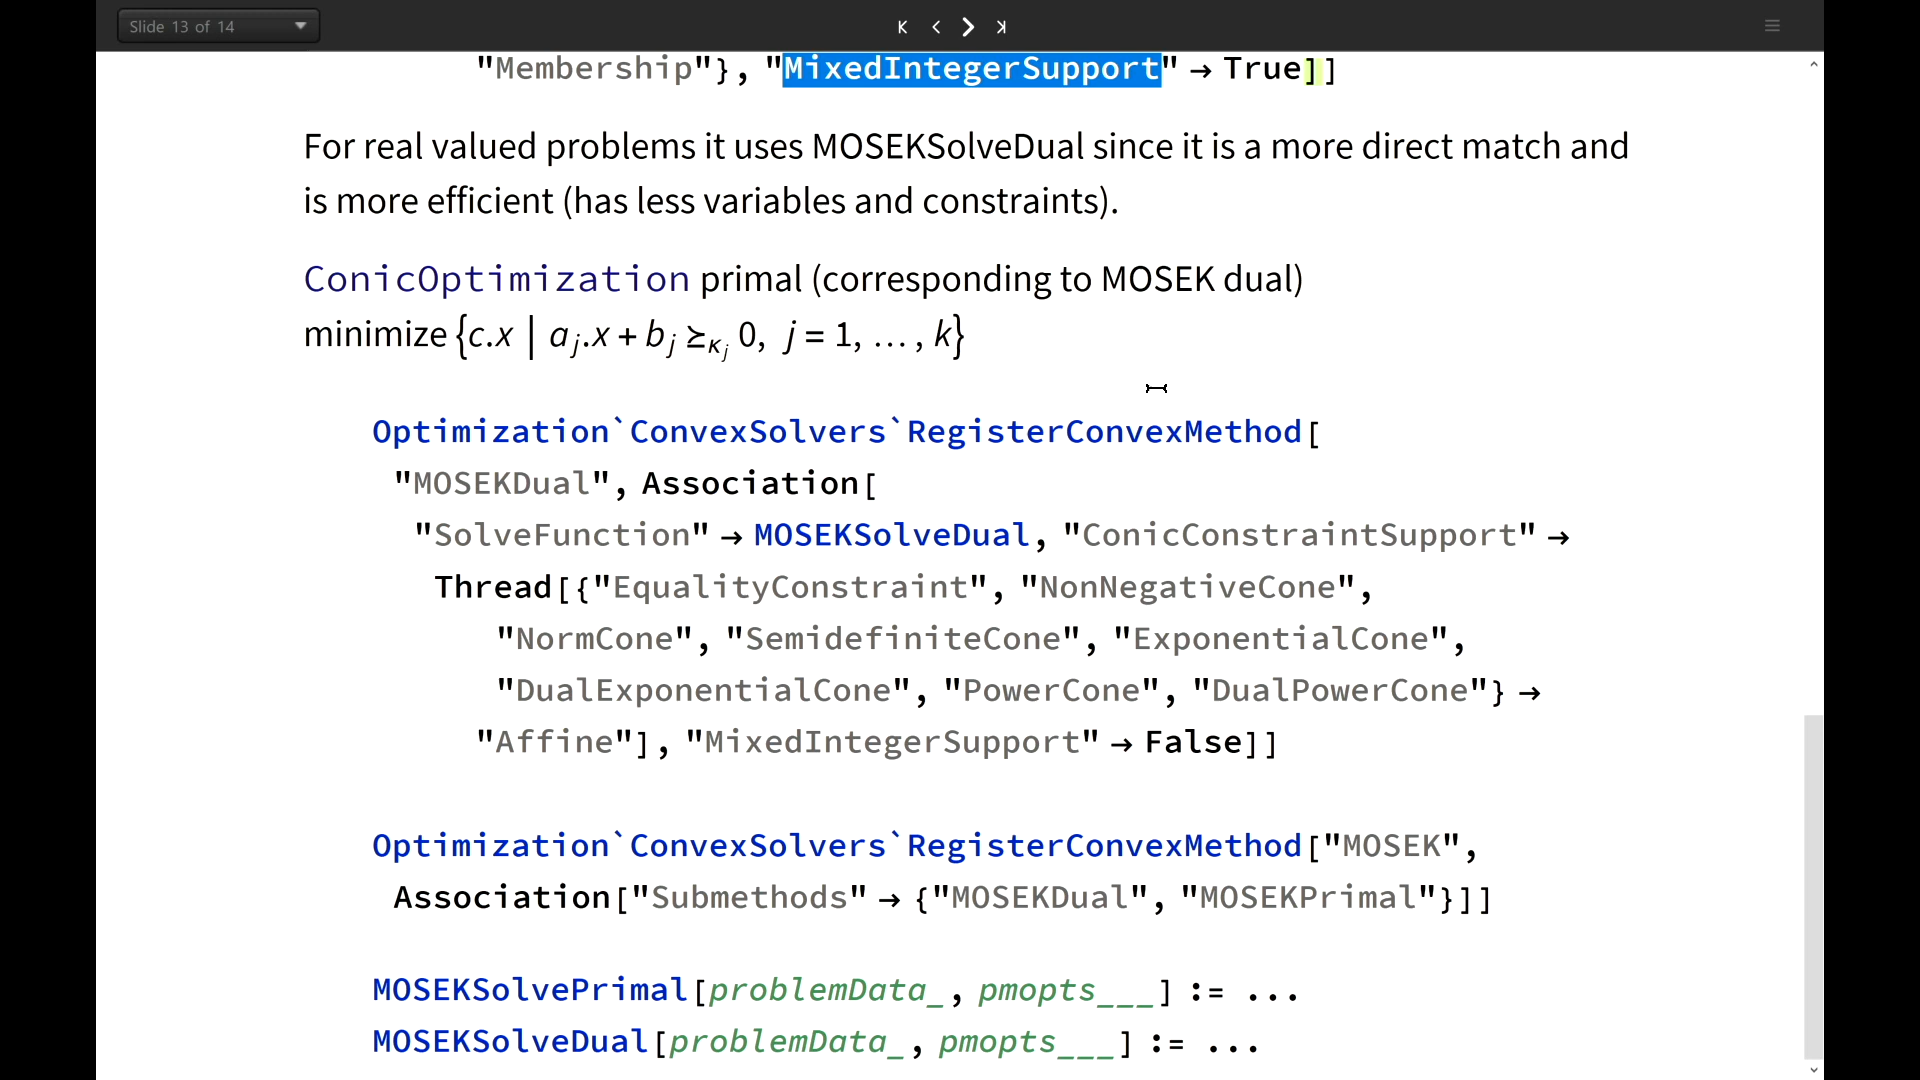 Slide 13 of 14
"Membership"}, "MixedIntegerSupport" → True]]
For real valued problems it uses MOSEKSolveDual since it is a more direct match and
is more efficient (has less variables and constraints).
ConicOptimization primal (corresponding to MOSEK dual)
minimize {c.x | a_j.x + b_j ⪰_{κ_j} 0, j = 1, …, k}
Optimization`ConvexSolvers`RegisterConvexMethod[
"MOSEKDual", Association[
"SolveFunction" → MOSEKSolveDual, "ConicConstraintSupport" →
Thread[{"EqualityConstraint", "NonNegativeCone",
"NormCone", "SemidefiniteCone", "ExponentialCone",
"DualExponentialCone", "PowerCone", "DualPowerCone"} →
"Affine"], "MixedIntegerSupport" → False]]
Optimization`ConvexSolvers`RegisterConvexMethod["MOSEK",
Association["Submethods" → {"MOSEKDual", "MOSEKPrimal"}]]
MOSEKSolvePrimal[problemData_, pmopts___] := ...
MOSEKSolveDual[problemData_, pmopts___] := ...